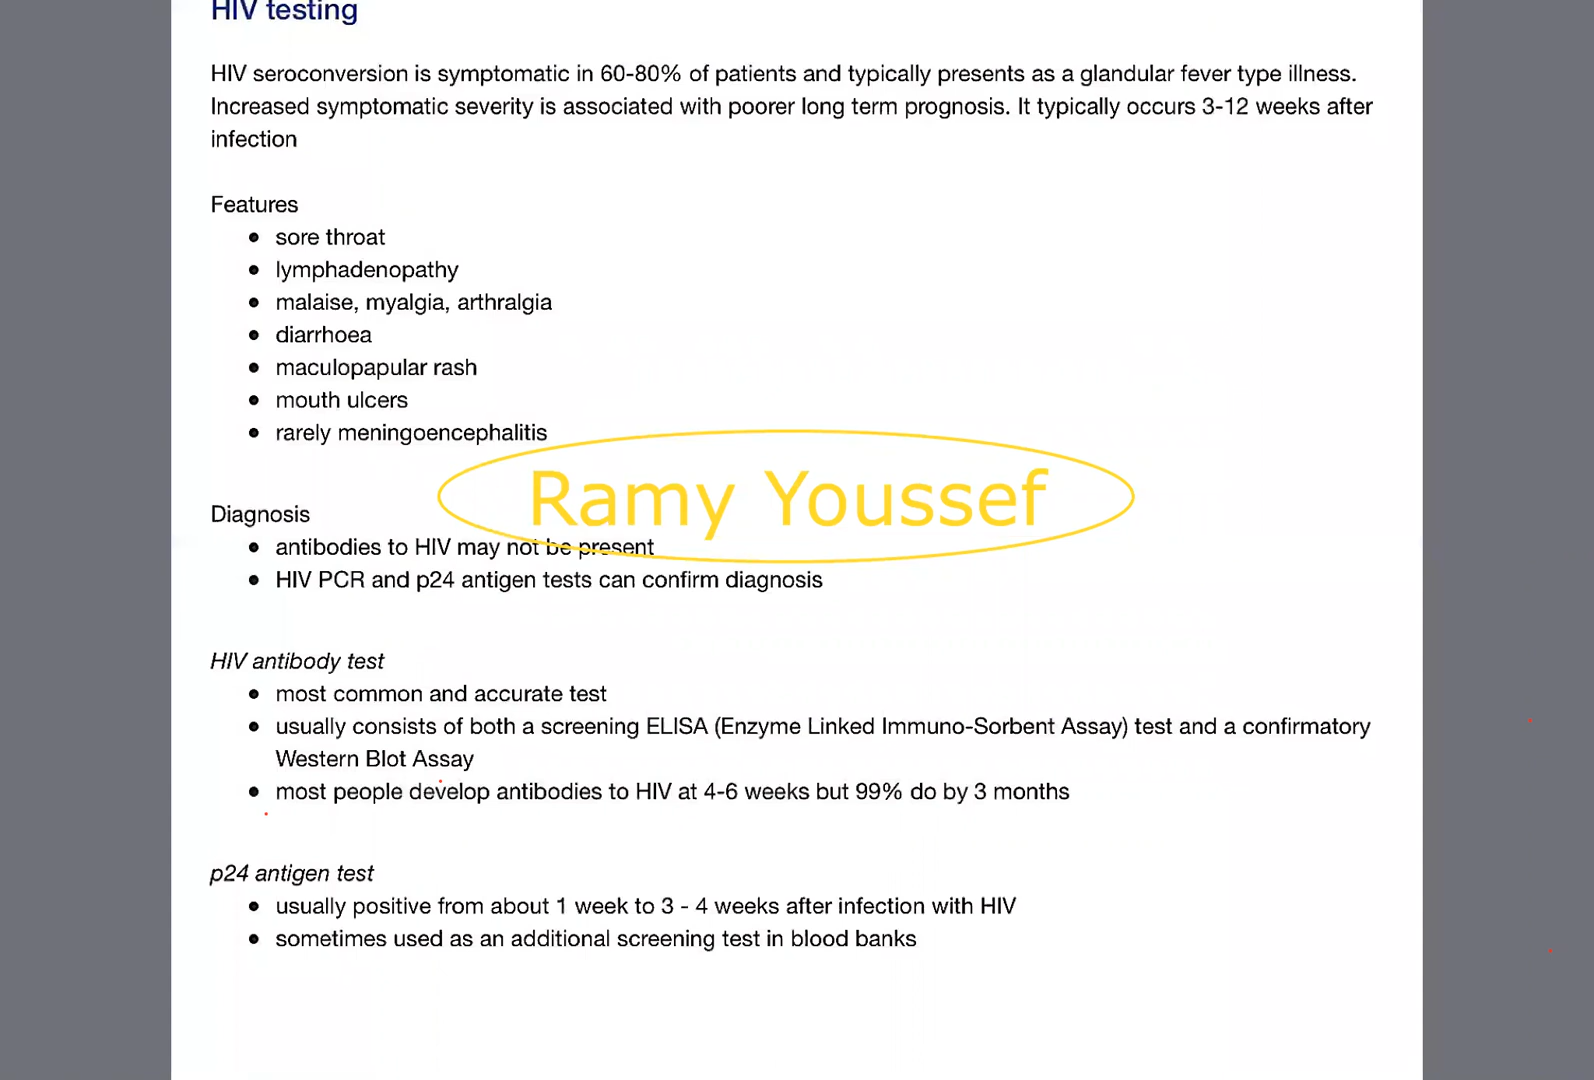 HIV testing
HIV seroconversion is symptomatic in 60-80% of patients and typically presents as a glandular fever type illness.
Increased symptomatic severity is associated with poorer long term prognosis. It typically occurs 3-12 weeks after
infection
Features
• sore throat
• lymphadenopathy
• malaise, myalgia, arthralgia
• diarrhoea
• maculopapular rash
• mouth ulcers
• rarely meningoencephalitis
Ramy Youssef
Diagnosis
• antibodies to HIV may not be present
• HIV PCR and p24 antigen tests can confirm diagnosis
HIV antibody test
• most common and accurate test
• usually consists of both a screening ELISA (Enzyme Linked Immuno-Sorbent Assay) test and a confirmatory
Western Blot Assay
• most people develop antibodies to HIV at 4-6 weeks but 99% do by 3 months
p24 antigen test
• usually positive from about 1 week to 3 - 4 weeks after infection with HIV
• sometimes used as an additional screening test in blood banks